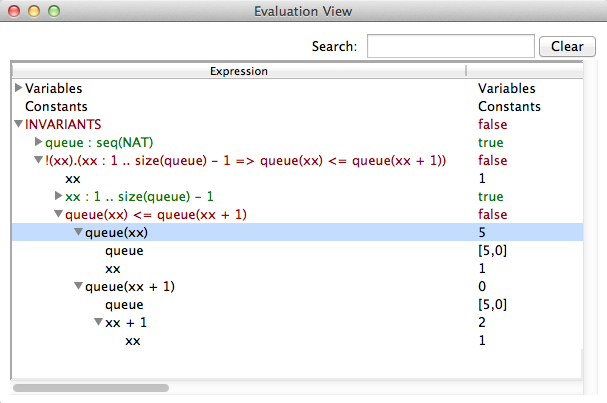 Evaluation View
Search: Clear
Expression
Variables Variables
Constants Constants
INVARIANTS false
queue : seq(NAT) true
!(xx).(xx : 1 .. size(queue) - 1 => queue(xx) <= queue(xx + 1)) false
xx 1
xx : 1 .. size(queue) - 1 true
queue(xx) <= queue(xx + 1) false
queue(xx) 5
queue [5,0]
xx 1
queue(xx + 1) 0
queue [5,0]
xx + 1 2
xx 1